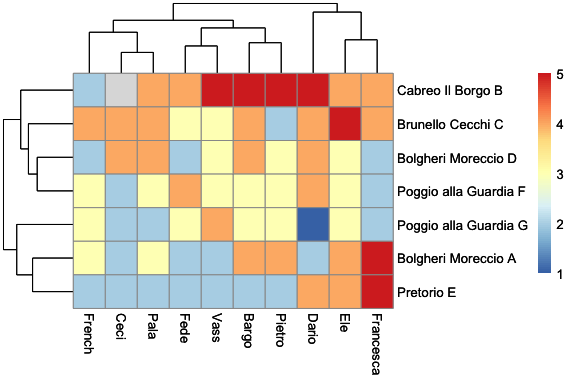 Cabreo Il Borgo B
Brunello Cecchi C
Bolgheri Moreccio D
Poggio alla Guardia F
Poggio alla Guardia G
Bolgheri Moreccio A
Pretorio E
French
Ceci
Pala
Fede
Vass
Bargo
Pietro
Dario
Ele
Francesca
5
4
3
2
1